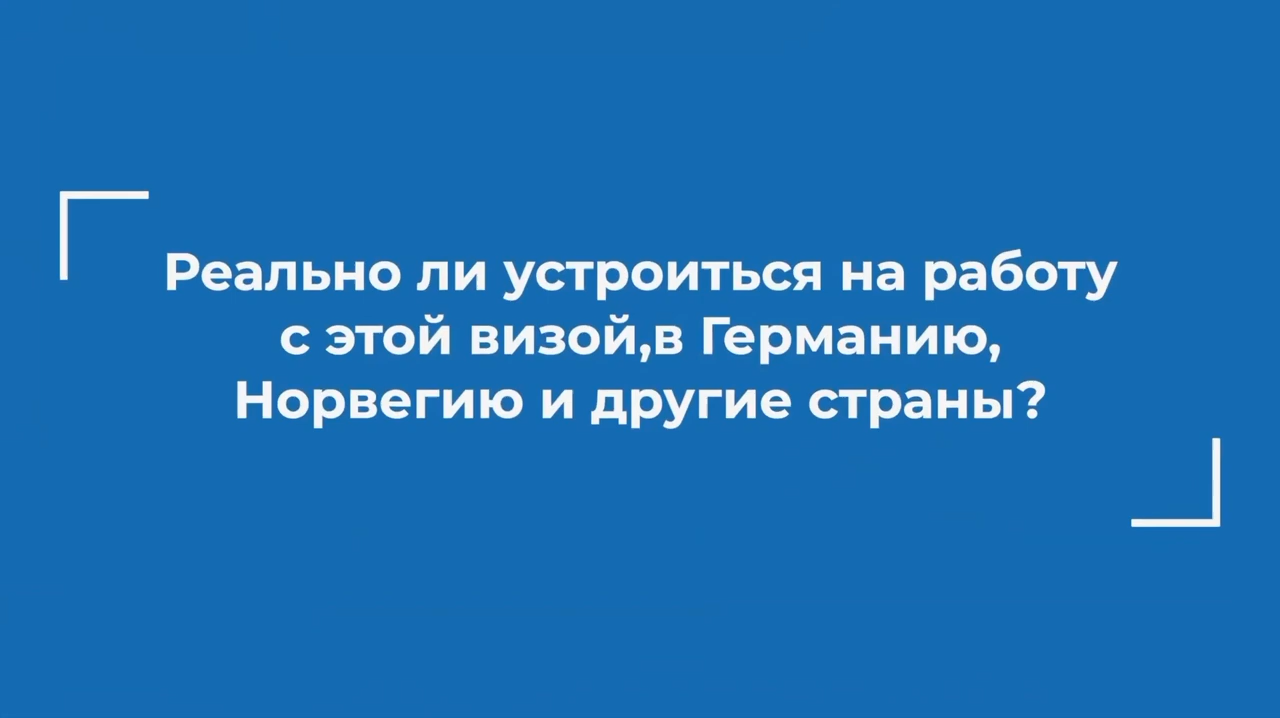 Реально ли устроиться на работу
с этой визой,в Германию,
Норвегию и другие страны?